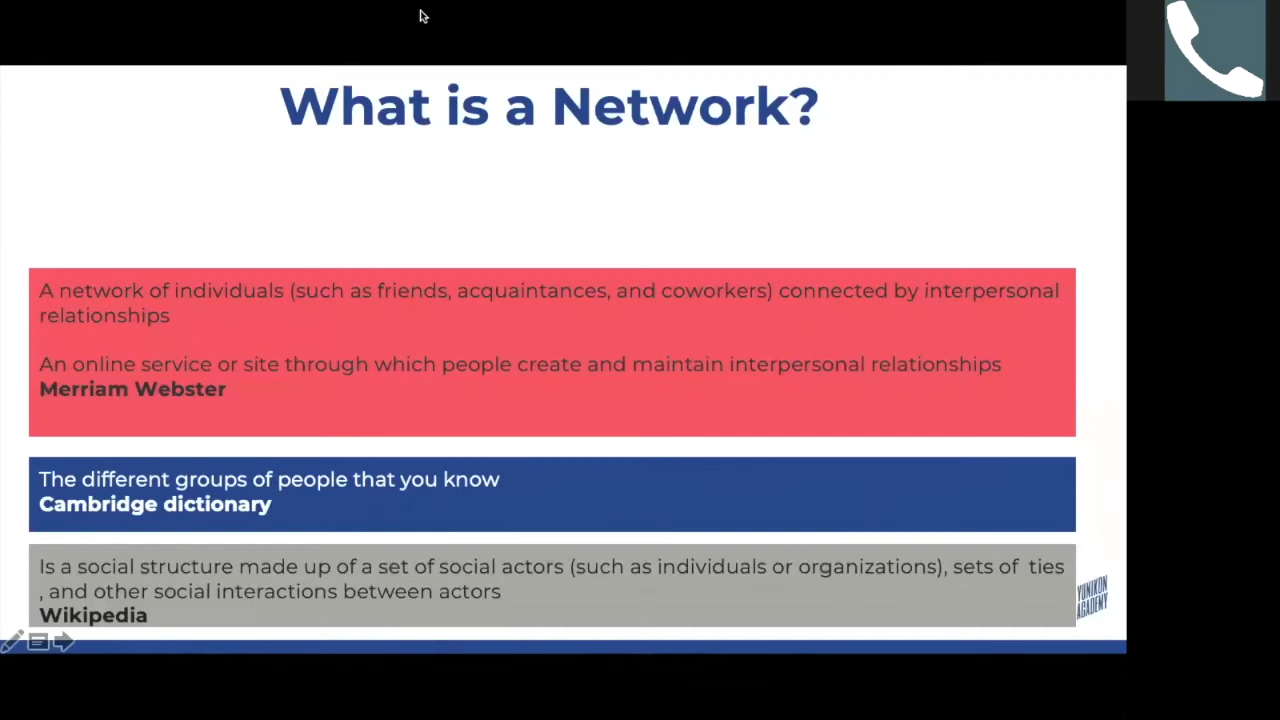 What is a Network?
A network of individuals (such as friends, acquaintances, and coworkers) connected by interpersonal
relationships
An online service or site through which people create and maintain interpersonal relationships
Merriam Webster
The different groups of people that you know
Cambridge dictionary
Is a social structure made up of a set of social actors (such as individuals or organizations), sets of ties
, and other social interactions between actors
Wikipedia
YUNIKON
ACADEMY